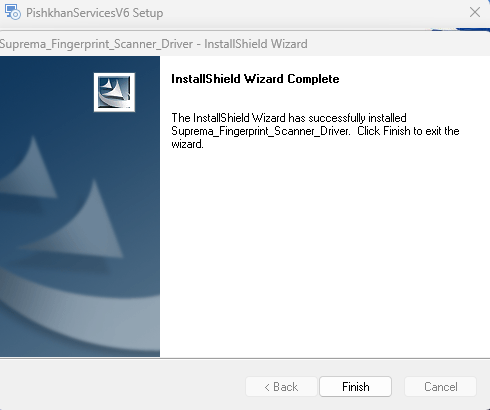 PishkhanServicesV6 Setup
Suprema_Fingerprint_Scanner_Driver - InstallShield Wizard
InstallShield Wizard Complete
The InstallShield Wizard has successfully installed
Suprema_Fingerprint_Scanner_Driver. Click Finish to exit the
wizard.
< Back
Finish
Cancel